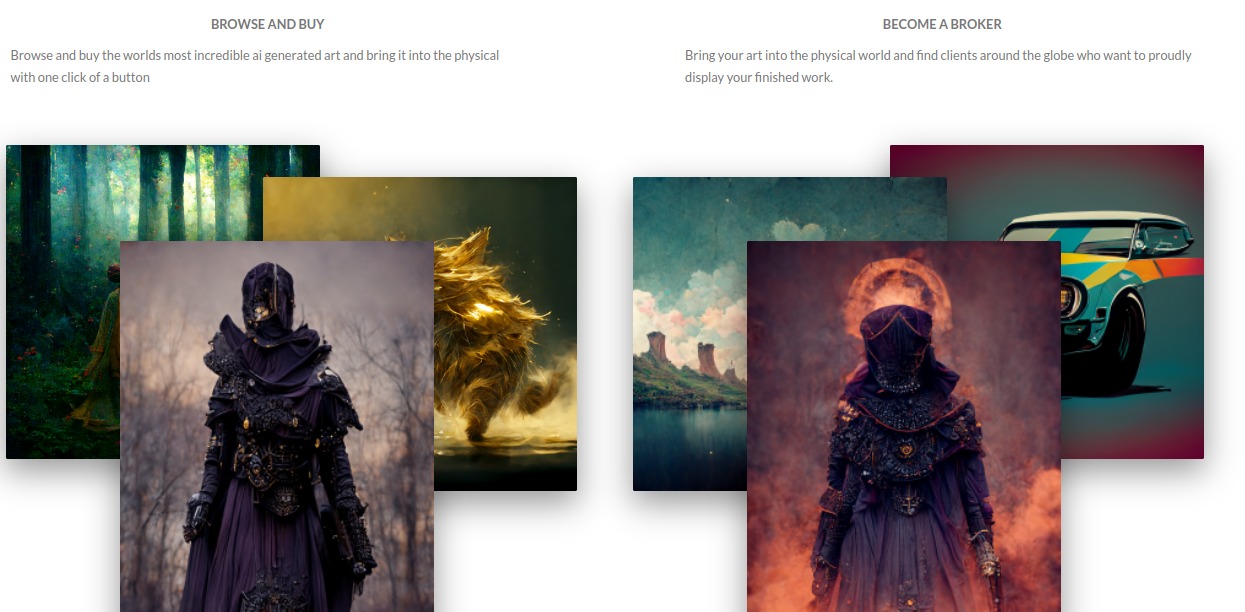 BROWSE AND BUY
Browse and buy the worlds most incredible ai generated art and bring it into the physical
with one click of a button
BECOME A BROKER
Bring your art into the physical world and find clients around the globe who want to proudly
display your finished work.